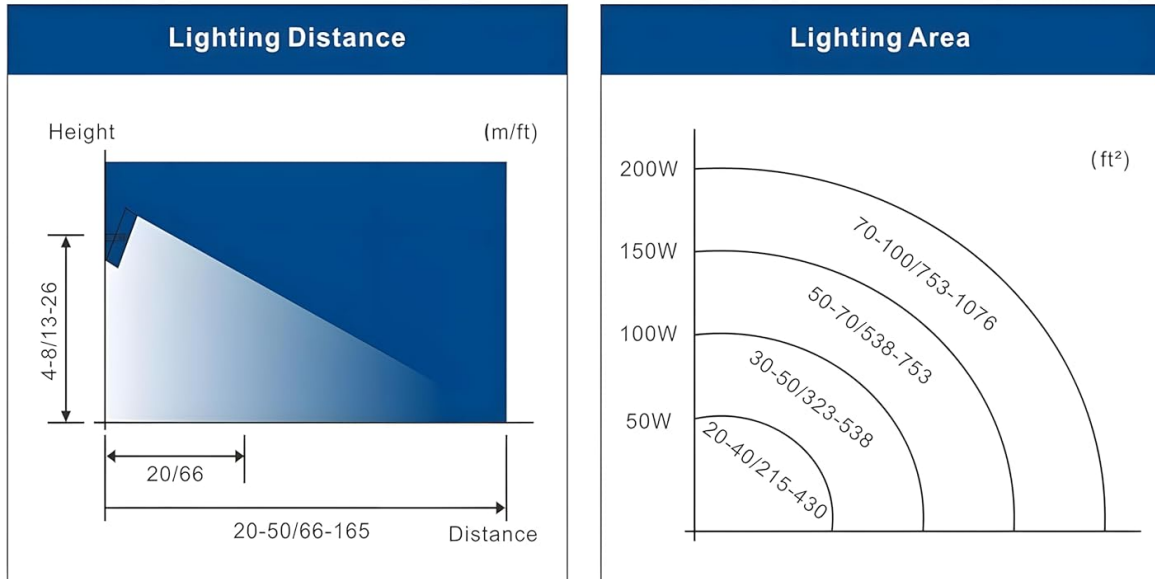 Lighting Distance
Height
(m/ft)
4-8/13-26
20/66
20-50/66-165
Distance
Lighting Area
(ft²)
200W
150W
100W
50W
70-100/753-1076
50-70/538-753
30-50/323-538
20-40/215-430